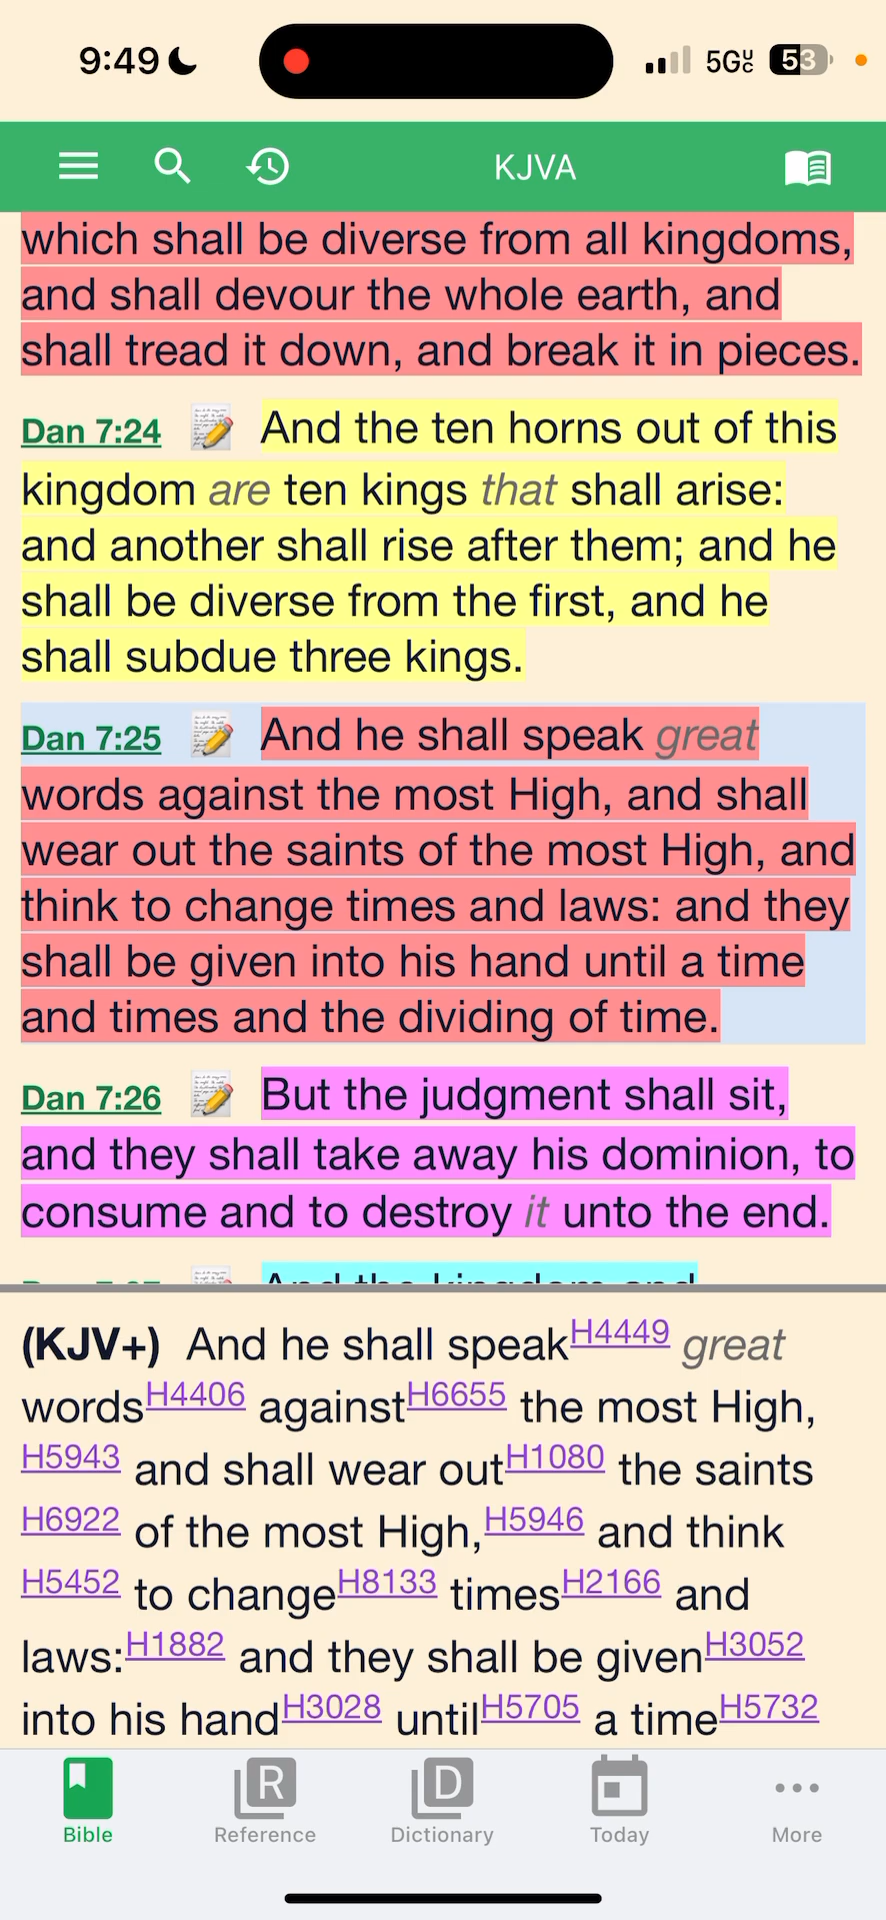 9:49
5GUC 53
KJVA
which shall be diverse from all kingdoms,
and shall devour the whole earth, and
shall tread it down, and break it in pieces.
Dan 7:24 And the ten horns out of this
kingdom are ten kings that shall arise:
and another shall rise after them; and he
shall be diverse from the first, and he
shall subdue three kings.
Dan 7:25 And he shall speak great
words against the most High, and shall
wear out the saints of the most High, and
think to change times and laws: and they
shall be given into his hand until a time
and times and the dividing of time.
Dan 7:26 But the judgment shall sit,
and they shall take away his dominion, to
consume and to destroy it unto the end.
And the kingdom and
(KJV+) And he shall speakH4449 great
wordsH4406 againstH6655 the most High,
H5943 and shall wear outH1080 the saints
H6922 of the most High,H5946 and think
H5452 to changeH8133 timesH2166 and
laws:H1882 and they shall be givenH3052
into his handH3028 untilH5705 a timeH5732
R D
Bible Reference Dictionary Today More